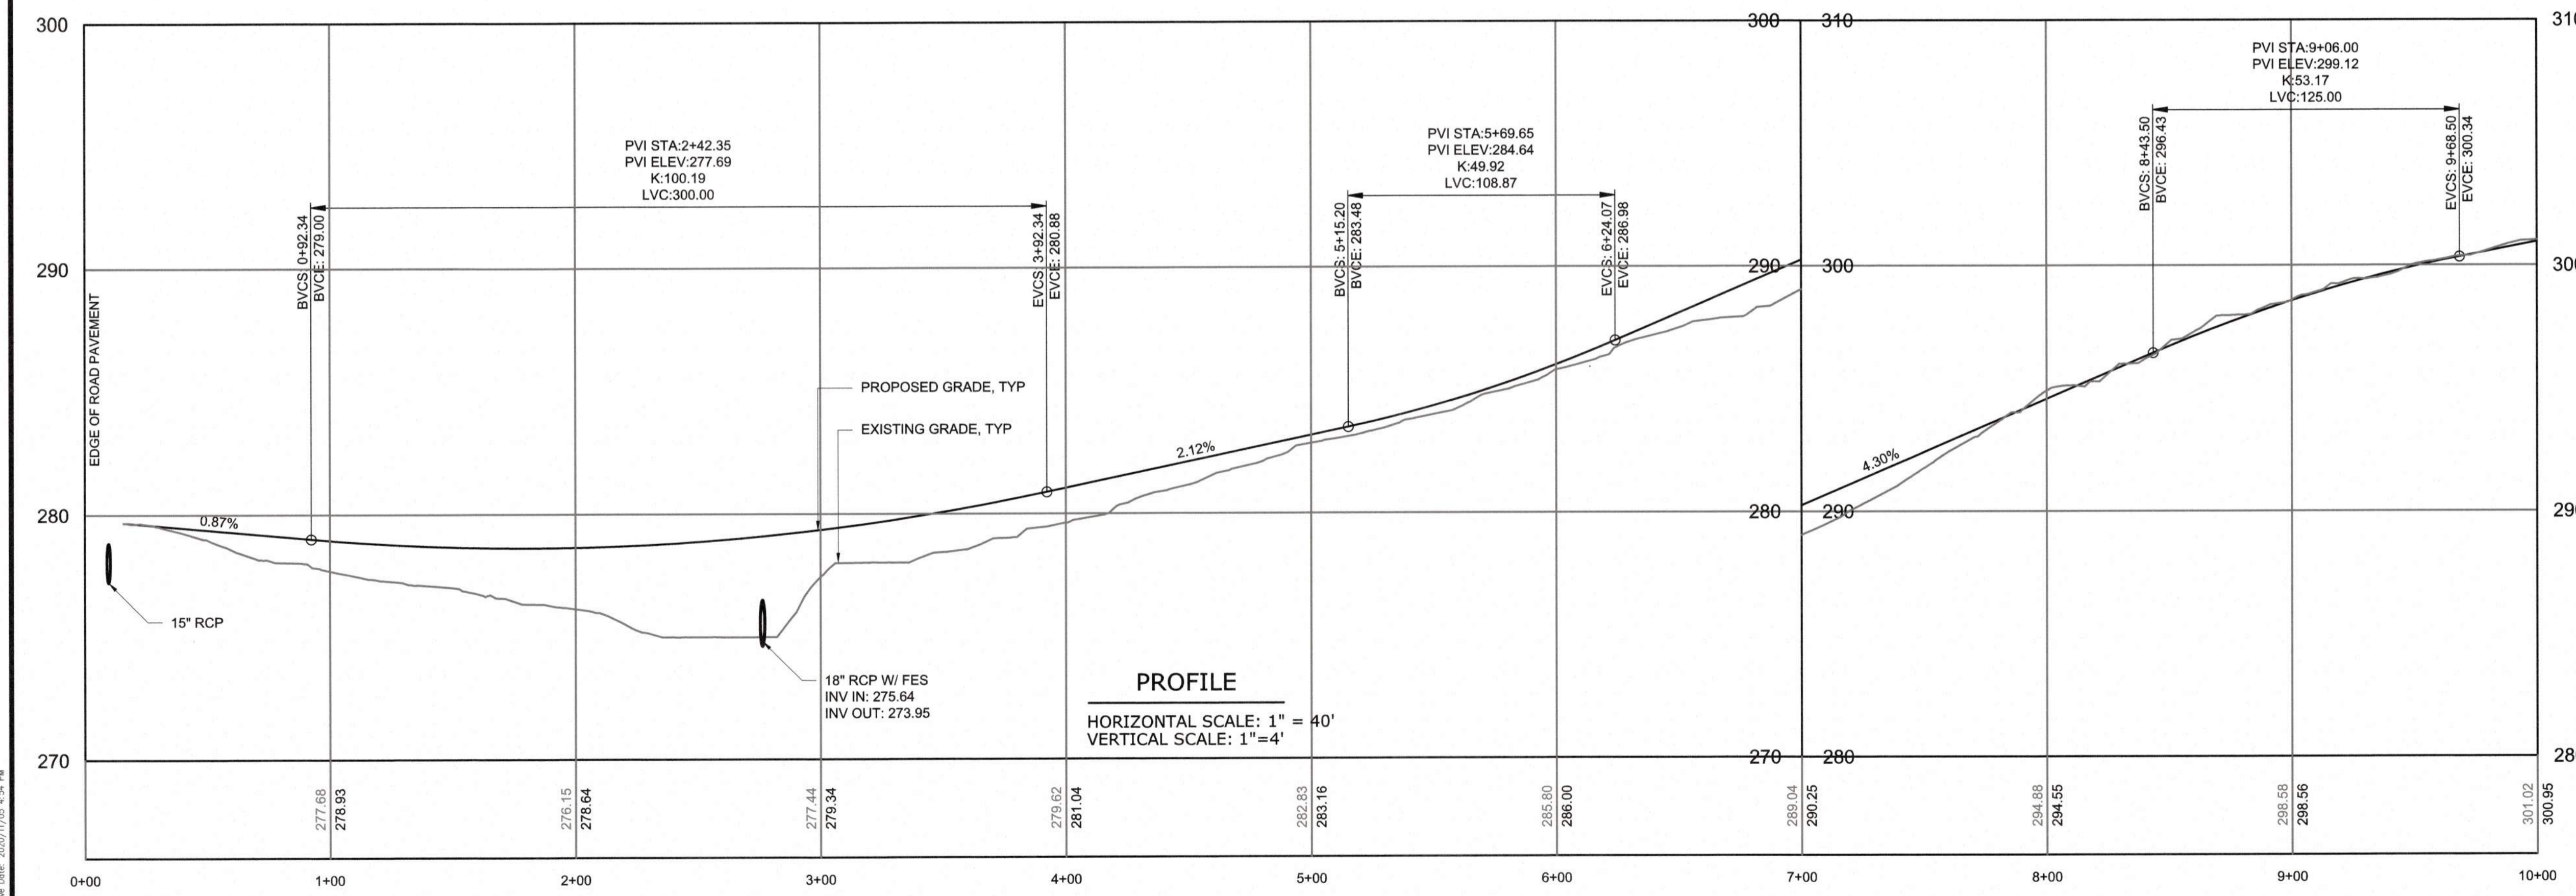 300
300
310
310
PVI STA:9+06.00
PVI ELEV:299.12
K:53.17
LVC:125.00
PVI STA:2+42.35
PVI ELEV:277.69
K:100.19
LVC:300.00
PVI STA:5+69.65
PVI ELEV:284.64
K:49.92
LVC:108.87
BVCS: 0+92.34
BVCE: 279.00
EVCS: 3+92.34
EVCE: 280.88
BVCS: 5+15.20
BVCE: 283.48
EVCS: 6+24.07
EVCE: 286.98
BVCS: 8+43.50
BVCE: 296.43
EVCS: 9+68.50
EVCE: 300.34
290
290
300
EDGE OF ROAD PAVEMENT
PROPOSED GRADE, TYP
EXISTING GRADE, TYP
2.12%
4.30%
280
0.87%
280
290
15" RCP
18" RCP W/ FES
INV IN: 275.64
INV OUT: 273.95
PROFILE
HORIZONTAL SCALE: 1" = 40'
VERTICAL SCALE: 1"=4'
270
270
280
277.68
278.93
276.15
278.64
277.44
279.34
279.62
281.04
282.83
283.16
285.80
286.00
289.04
290.25
294.88
294.55
298.58
298.56
301.02
300.95
0+00
1+00
2+00
3+00
4+00
5+00
6+00
7+00
8+00
9+00
10+00